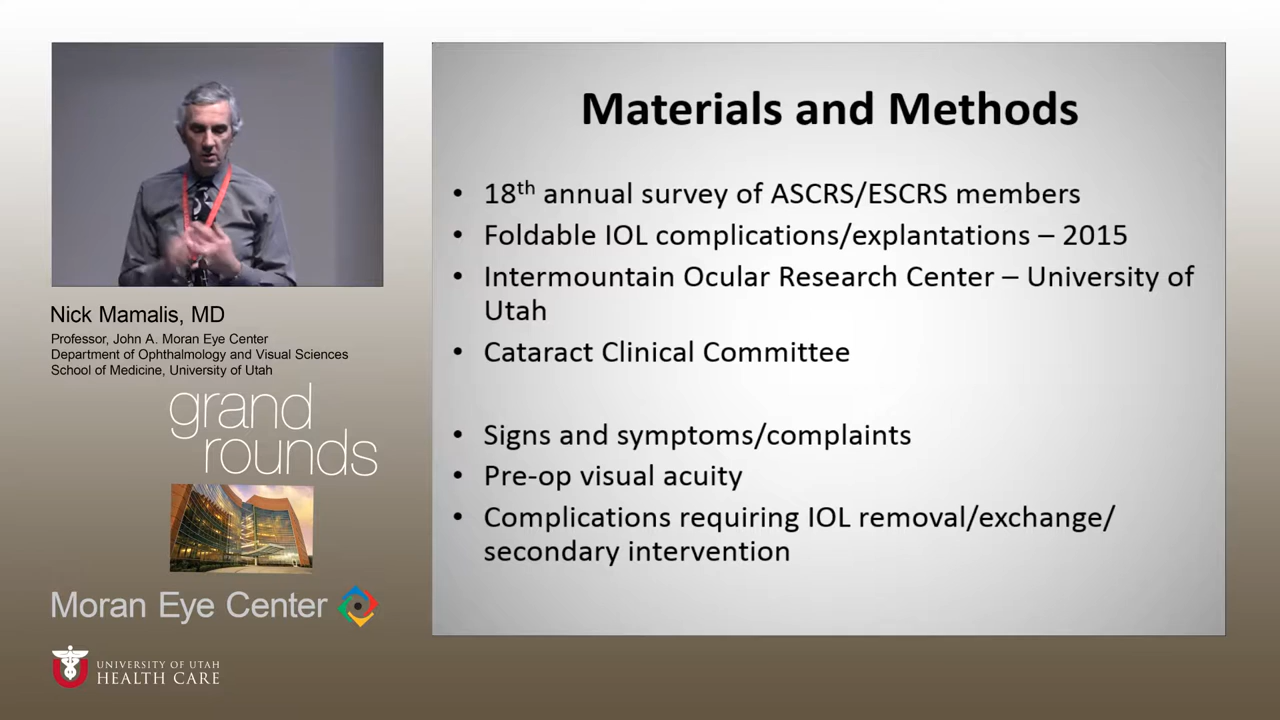 Materials and Methods
• 18th annual survey of ASCRS/ESCRS members
• Foldable IOL complications/explantations – 2015
• Intermountain Ocular Research Center – University of
Utah
• Cataract Clinical Committee
• Signs and symptoms/complaints
• Pre-op visual acuity
• Complications requiring IOL removal/exchange/
secondary intervention
Nick Mamalis, MD
Professor, John A. Moran Eye Center
Department of Ophthalmology and Visual Sciences
School of Medicine, University of Utah
grand
rounds
Moran Eye Center
UNIVERSITY OF UTAH
HEALTH CARE